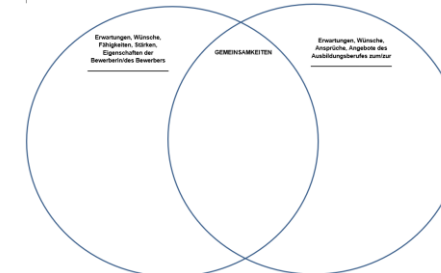 Erwartungen, Wünsche,
Fähigkeiten, Stärken,
Eigenschaften der
Bewerberin/des Bewerbers
GEMEINSAMKEITEN
Erwartungen, Wünsche,
Ansprüche, Angebote des
Ausbildungsberufes zum/zur